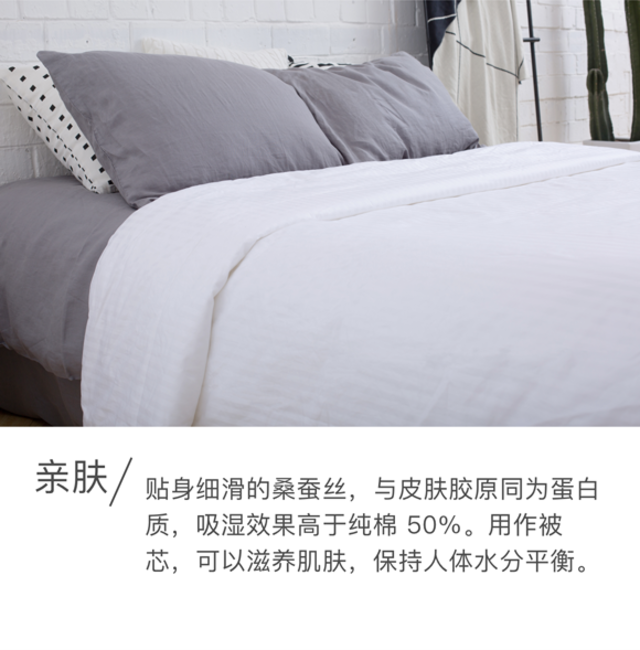 亲肤/
贴身细滑的桑蚕丝，与皮肤胶原同为蛋白
质，吸湿效果高于纯棉 50%。用作被
芯，可以滋养肌肤，保持人体水分平衡。